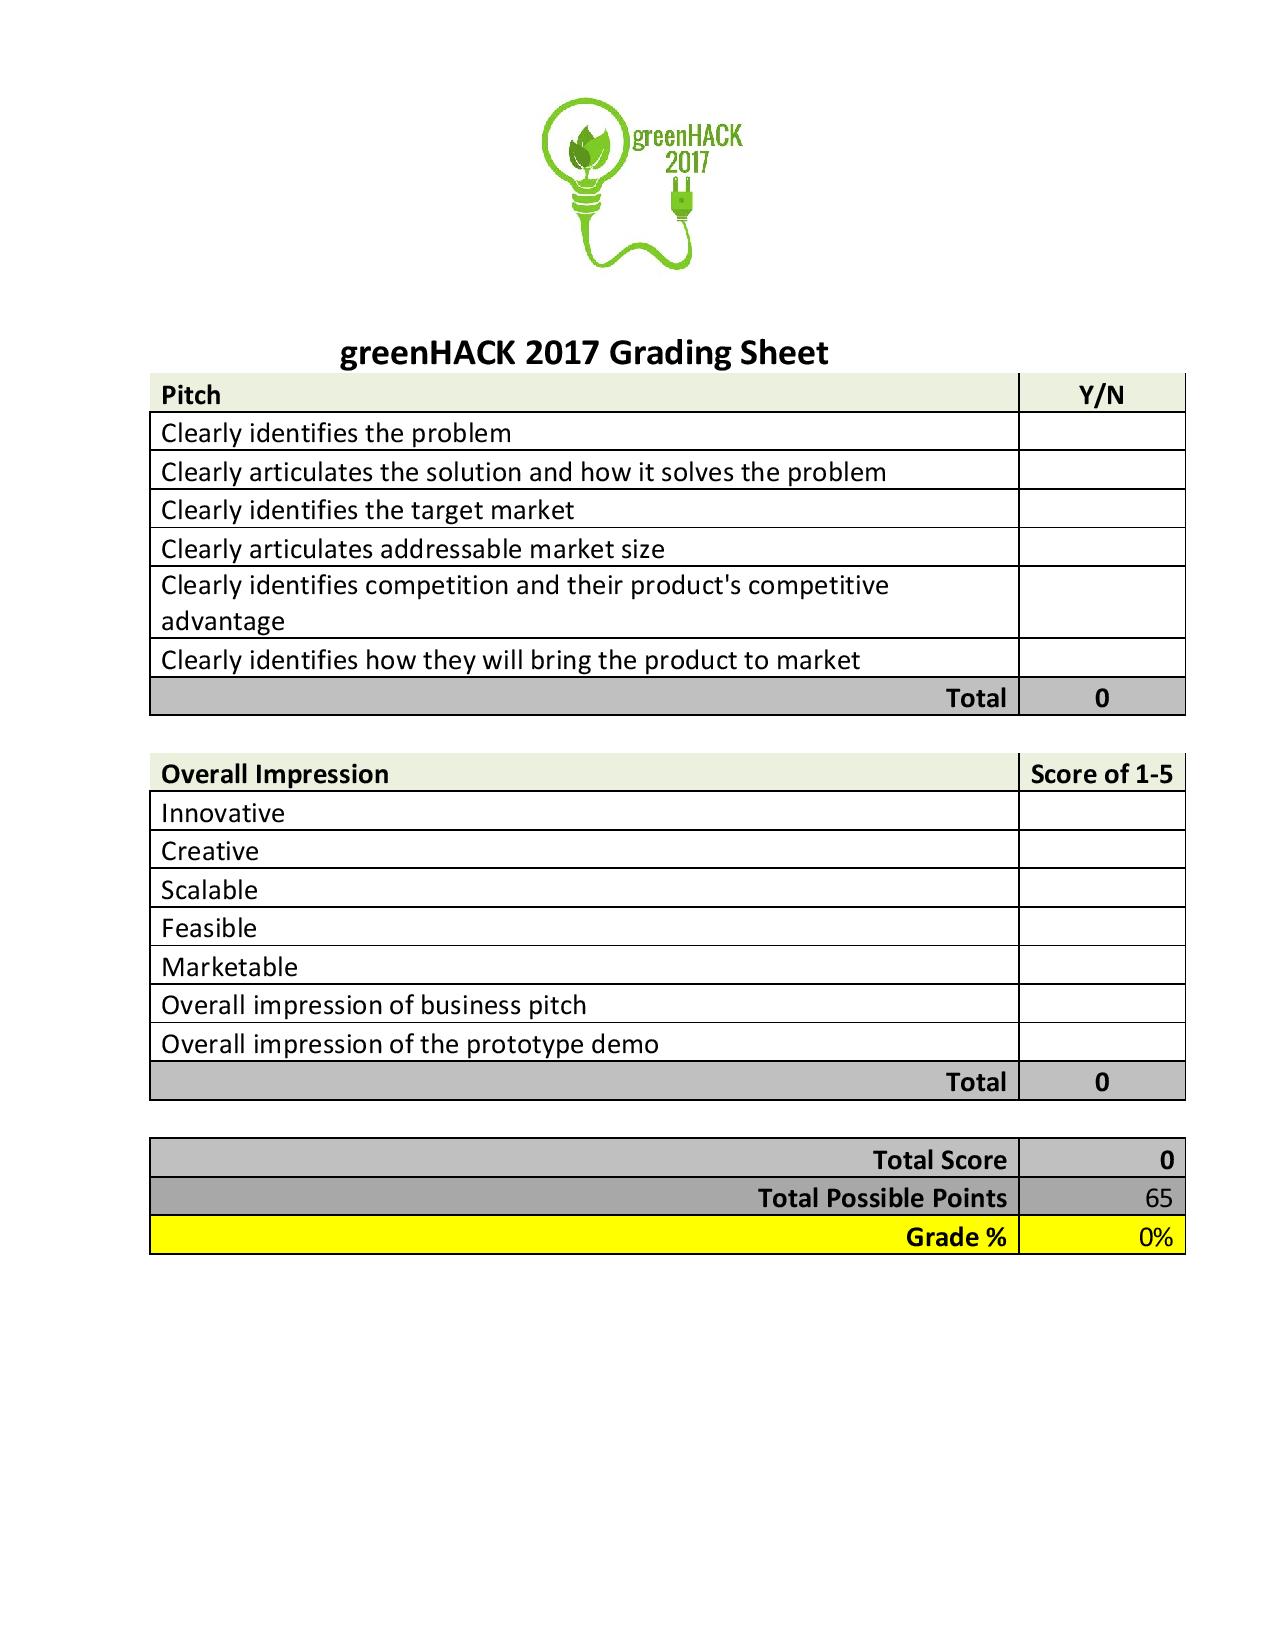 greenHACK
2017
greenHACK 2017 Grading Sheet
Pitch Y/N
Clearly identifies the problem
Clearly articulates the solution and how it solves the problem
Clearly identifies the target market
Clearly articulates addressable market size
Clearly identifies competition and their product's competitive
advantage
Clearly identifies how they will bring the product to market
Total 0
Overall Impression Score of 1-5
Innovative
Creative
Scalable
Feasible
Marketable
Overall impression of business pitch
Overall impression of the prototype demo
Total 0
Total Score 0
Total Possible Points 65
Grade % 0%